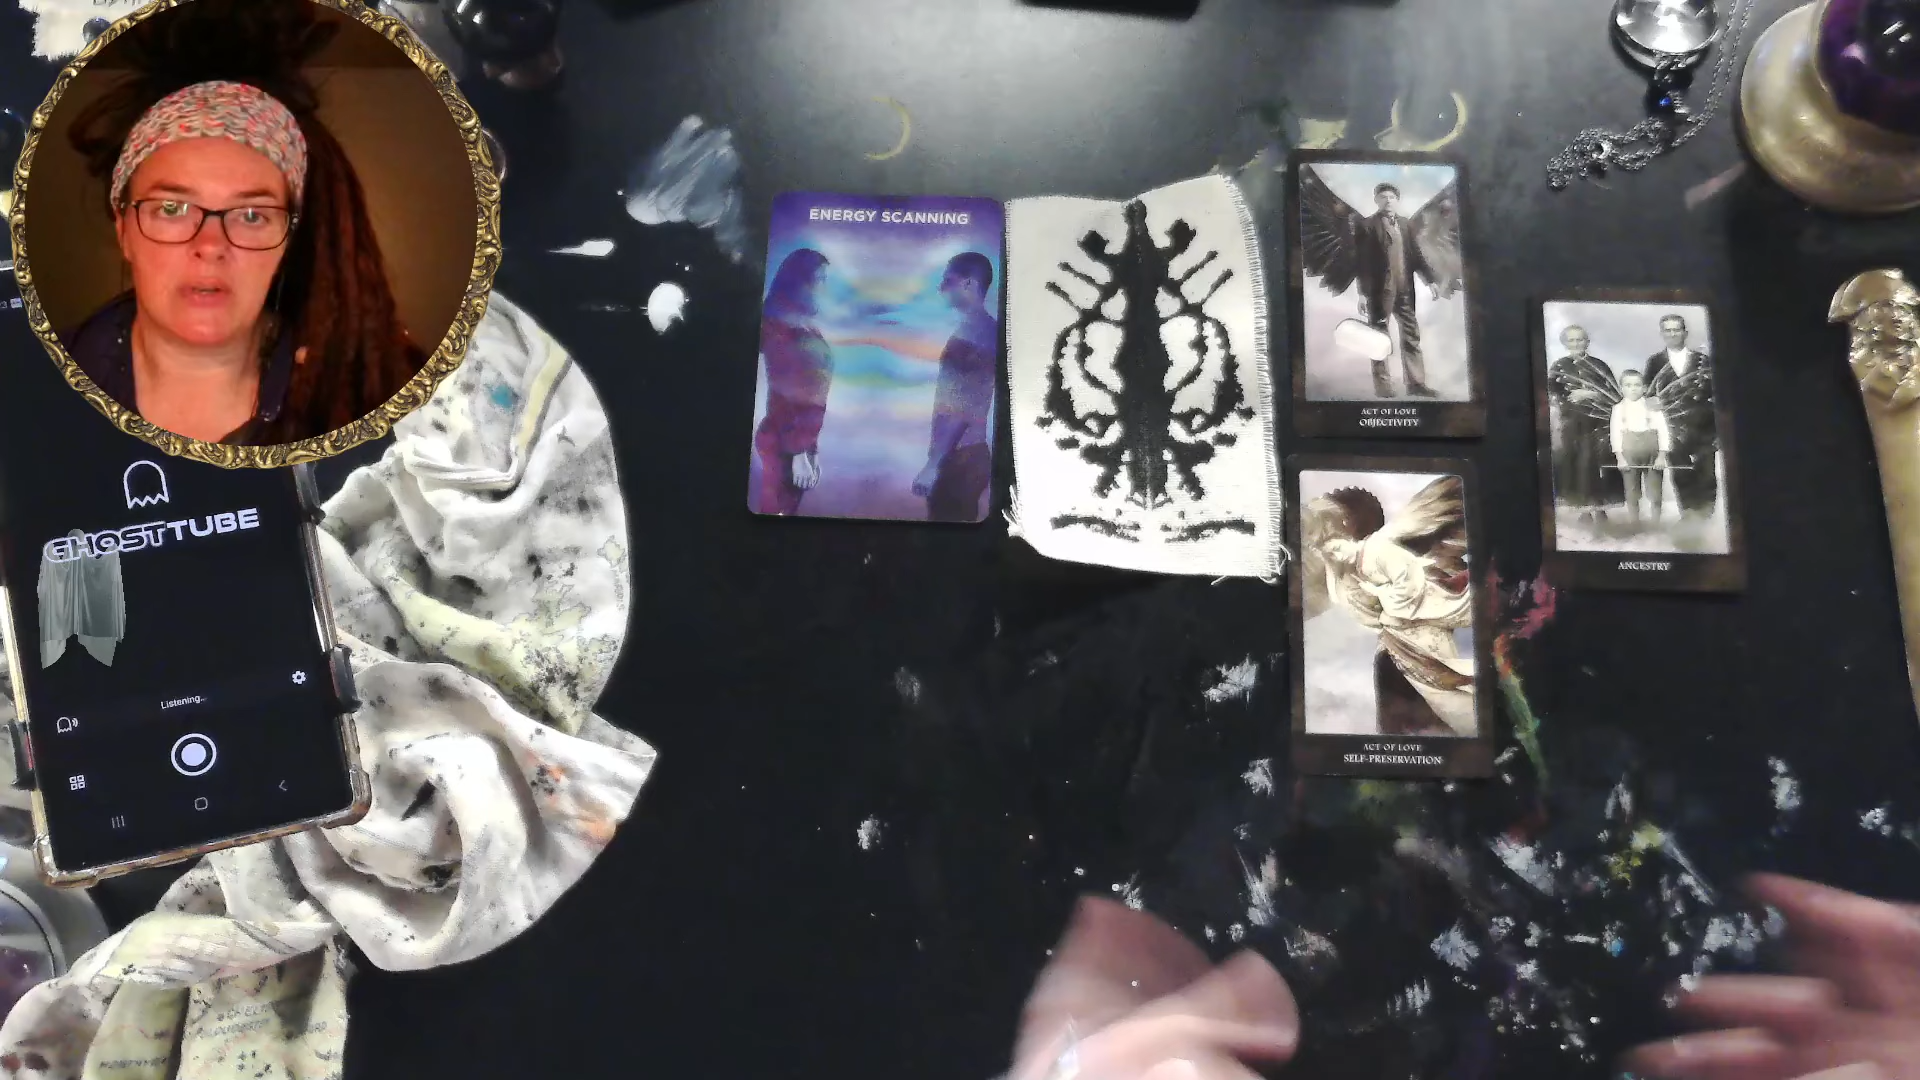 GHOSTTUBE
Listening...
ENERGY SCANNING
ACT OF LOVE
OBJECTIVITY
ACT OF LOVE
SELF-PRESERVATION
ANCESTRY